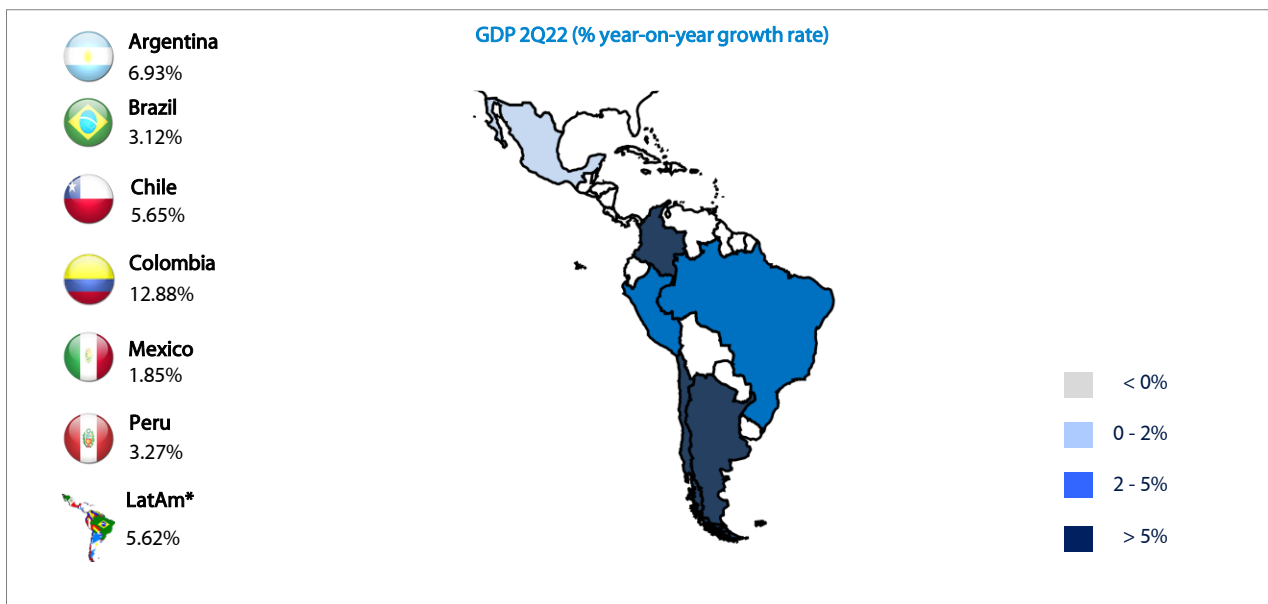 GDP 2Q22 (% year-on-year growth rate)
Argentina
6.93%
Brazil
3.12%
Chile
5.65%
Colombia
12.88%
Mexico
1.85%
Peru
3.27%
LatAm*
5.62%
< 0%
0 - 2%
2 - 5%
> 5%